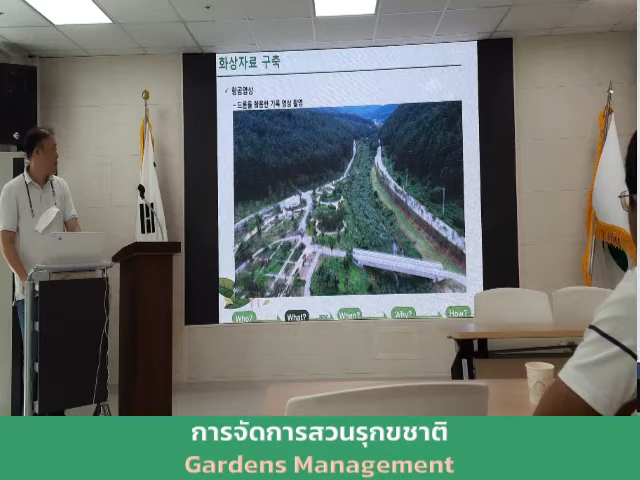 화상자료 구축
✓ 항공영상
- 드론을 활용한 기록 영상 촬영
Who? What? When? Why? How?
การจัดการสวนรุกขชาติ
Gardens Management